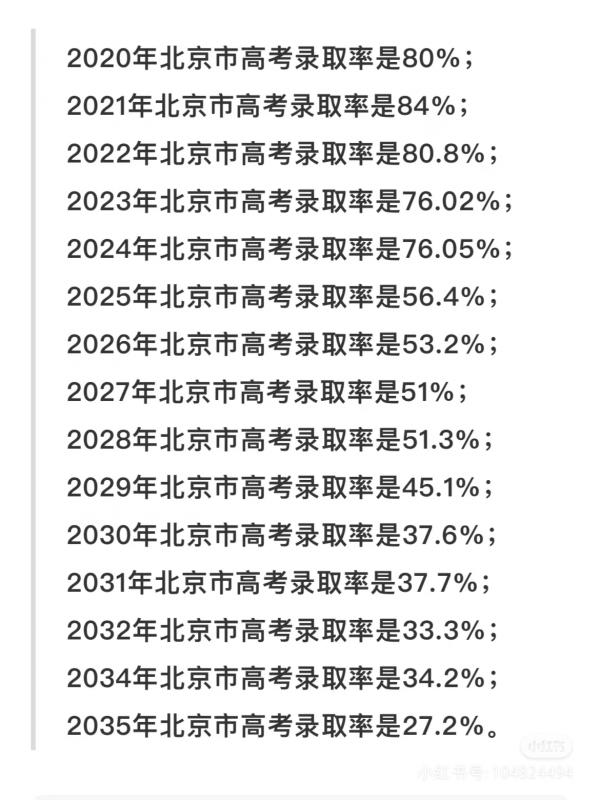 2020年北京市高考录取率是80%；
2021年北京市高考录取率是84%；
2022年北京市高考录取率是80.8%；
2023年北京市高考录取率是76.02%；
2024年北京市高考录取率是76.05%；
2025年北京市高考录取率是56.4%；
2026年北京市高考录取率是53.2%；
2027年北京市高考录取率是51%；
2028年北京市高考录取率是51.3%；
2029年北京市高考录取率是45.1%；
2030年北京市高考录取率是37.6%；
2031年北京市高考录取率是37.7%；
2032年北京市高考录取率是33.3%；
2034年北京市高考录取率是34.2%；
2035年北京市高考录取率是27.2%。
小红书
小红书号: 104824494